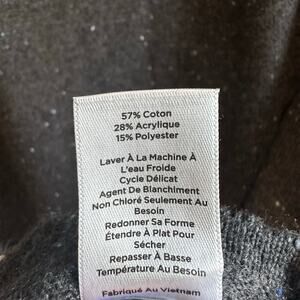 57% Coton
28% Acrylique
15% Polyester
Laver À La Machine À
L'eau Froide
Cycle Délicat
Agent De Blanchiment
Non Chloré Seulement Au
Besoin
Redonner Sa Forme
Étendre À Plat Pour
Sécher
Repasser À Basse
Température Au Besoin
Fabriqué Au Vietnam